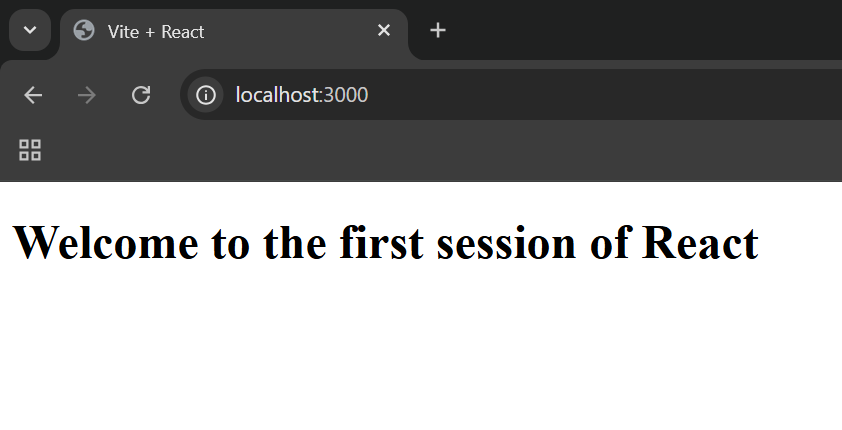 Vite + React
localhost:3000
Welcome to the first session of React